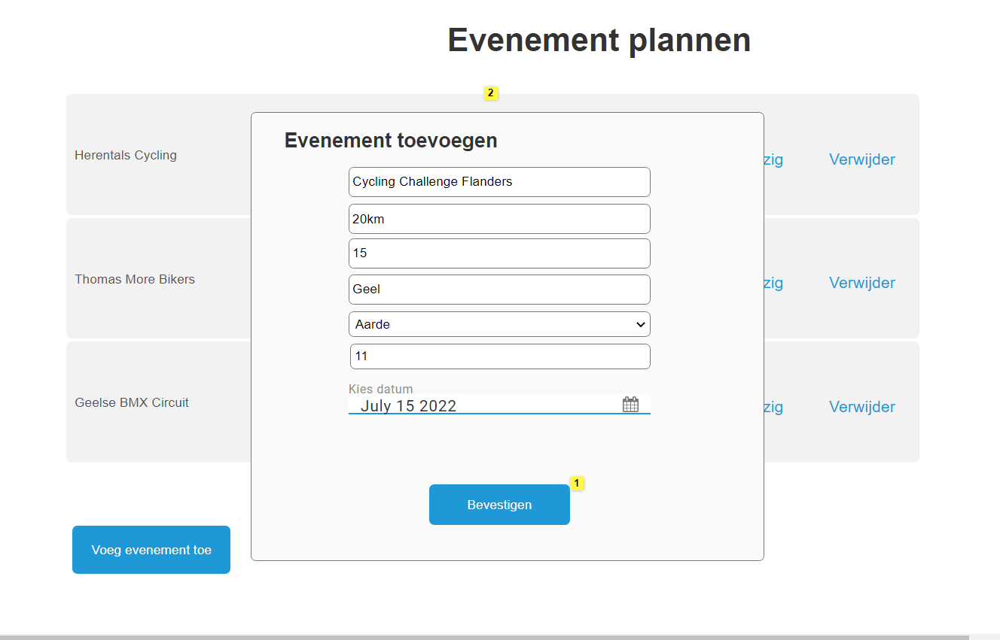 Evenement plannen
2
Evenement toevoegen
Herentals Cycling
zig
Verwijder
Cycling Challenge Flanders
20km
15
Thomas More Bikers
zig
Verwijder
Geel
Aarde
11
Kies datum
July 15 2022
Geelse BMX Circuit
zig
Verwijder
1
Bevestigen
Voeg evenement toe